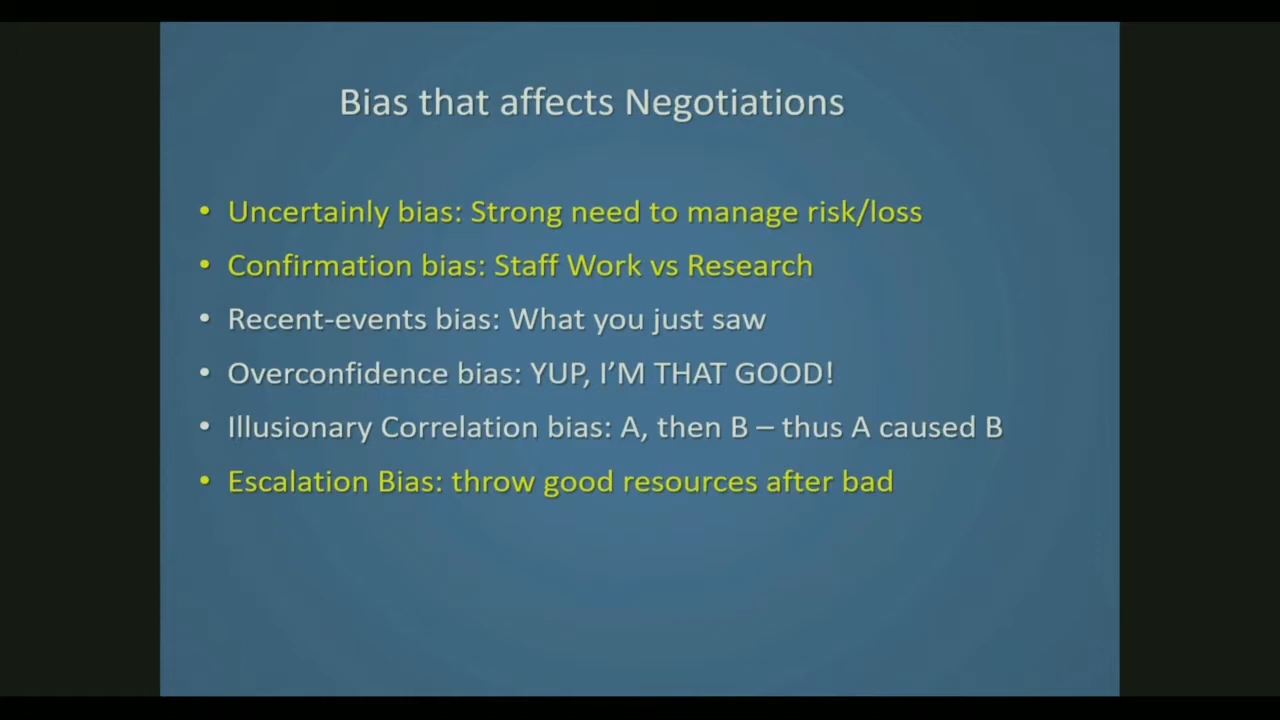 Bias that affects Negotiations
• Uncertainly bias: Strong need to manage risk/loss
• Confirmation bias: Staff Work vs Research
• Recent-events bias: What you just saw
• Overconfidence bias: YUP, I’M THAT GOOD!
• Illusionary Correlation bias: A, then B – thus A caused B
• Escalation Bias: throw good resources after bad